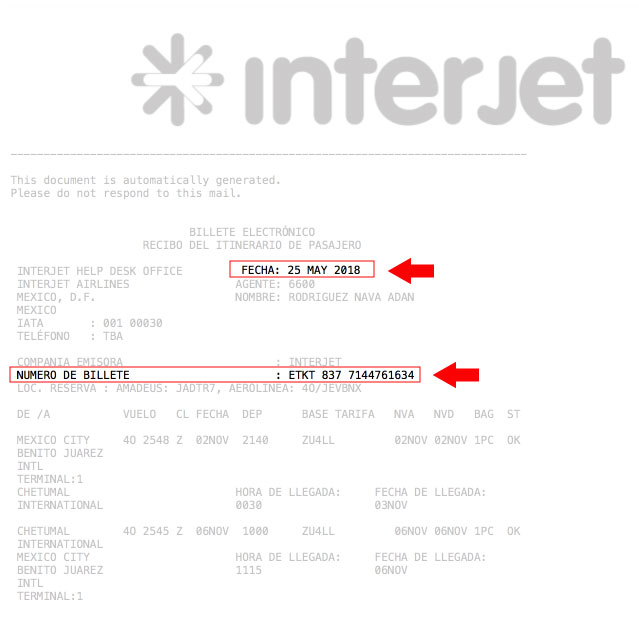 interjet
This document is automatically generated.
Please do not respond to this mail.
BILLETE ELECTRÓNICO
RECIBO DEL ITINERARIO DE PASAJERO
INTERJET HELP DESK OFFICE FECHA: 25 MAY 2018
INTERJET AIRLINES AGENTE: 6600
MEXICO, D.F. NOMBRE: RODRIGUEZ NAVA ADAN
MEXICO
IATA : 001 00030
TELÉFONO : TBA
COMPANIA EMISORA : INTERJET
NUMERO DE BILLETE : ETKT 837 7144761634
LOC. RESERVA : AMADEUS: JADTR7, AEROLINEA: 4O/JEVBNX
DE /A VUELO CL FECHA DEP BASE TARIFA NVA NVD BAG ST
MEXICO CITY 4O 2548 Z 02NOV 2140 ZU4LL 02NOV 02NOV 1PC OK
BENITO JUAREZ
INTL
TERMINAL:1
CHETUMAL HORA DE LLEGADA: FECHA DE LLEGADA:
INTERNATIONAL 0030 03NOV
CHETUMAL 4O 2545 Z 06NOV 1000 ZU4LL 06NOV 06NOV 1PC OK
INTERNATIONAL
MEXICO CITY HORA DE LLEGADA: FECHA DE LLEGADA:
BENITO JUAREZ 1115 06NOV
INTL
TERMINAL:1